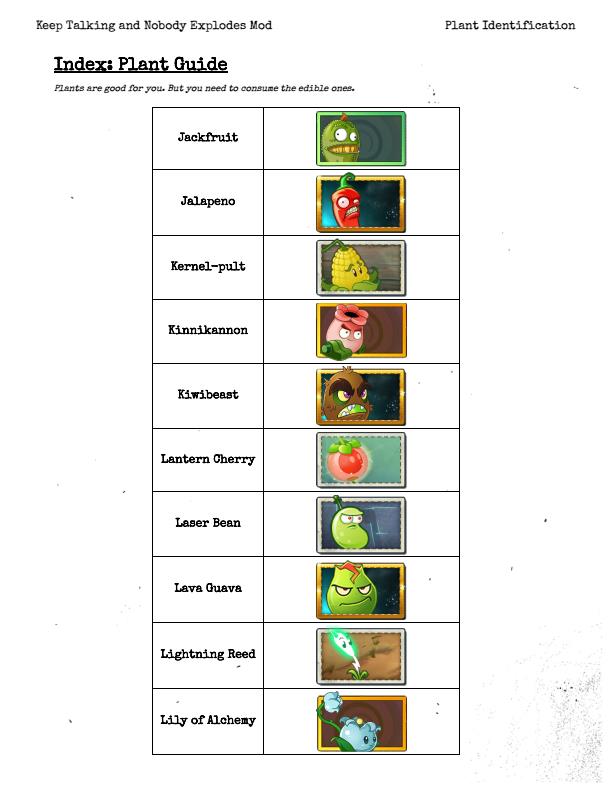 Keep Talking and Nobody Explodes Mod
Plant Identification
Index: Plant Guide
Plants are good for you. But you need to consume the edible ones.
Jackfruit
Jalapeno
Kernel-pult
Kinnikannon
Kiwibeast
Lantern Cherry
Laser Bean
Lava Guava
Lightning Reed
Lily of Alchemy